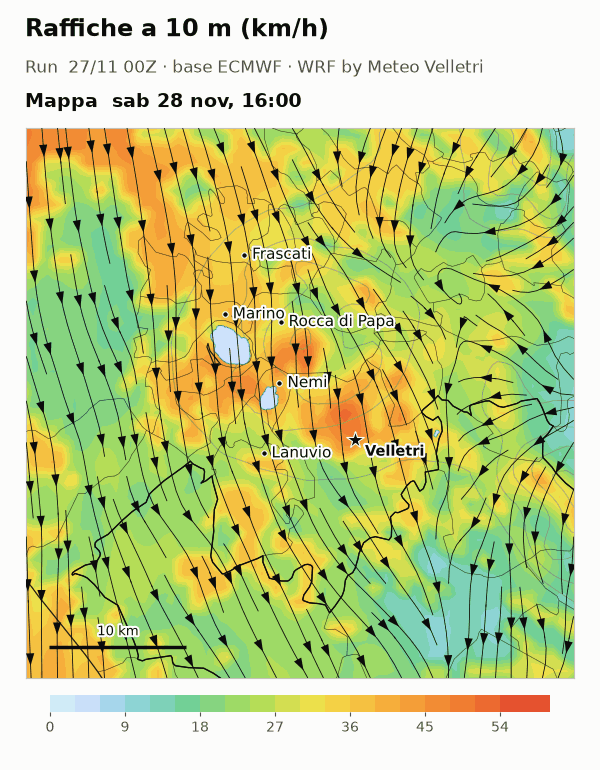 Raffiche a 10 m (km/h)
Run  27/11 00Z · base ECMWF · WRF by Meteo Velletri
Mappa  sab 28 nov, 16:00
Frascati
Marino
Rocca di Papa
Nemi
Velletri
Lanuvio
10 km
0 9 18 27 36 45 54